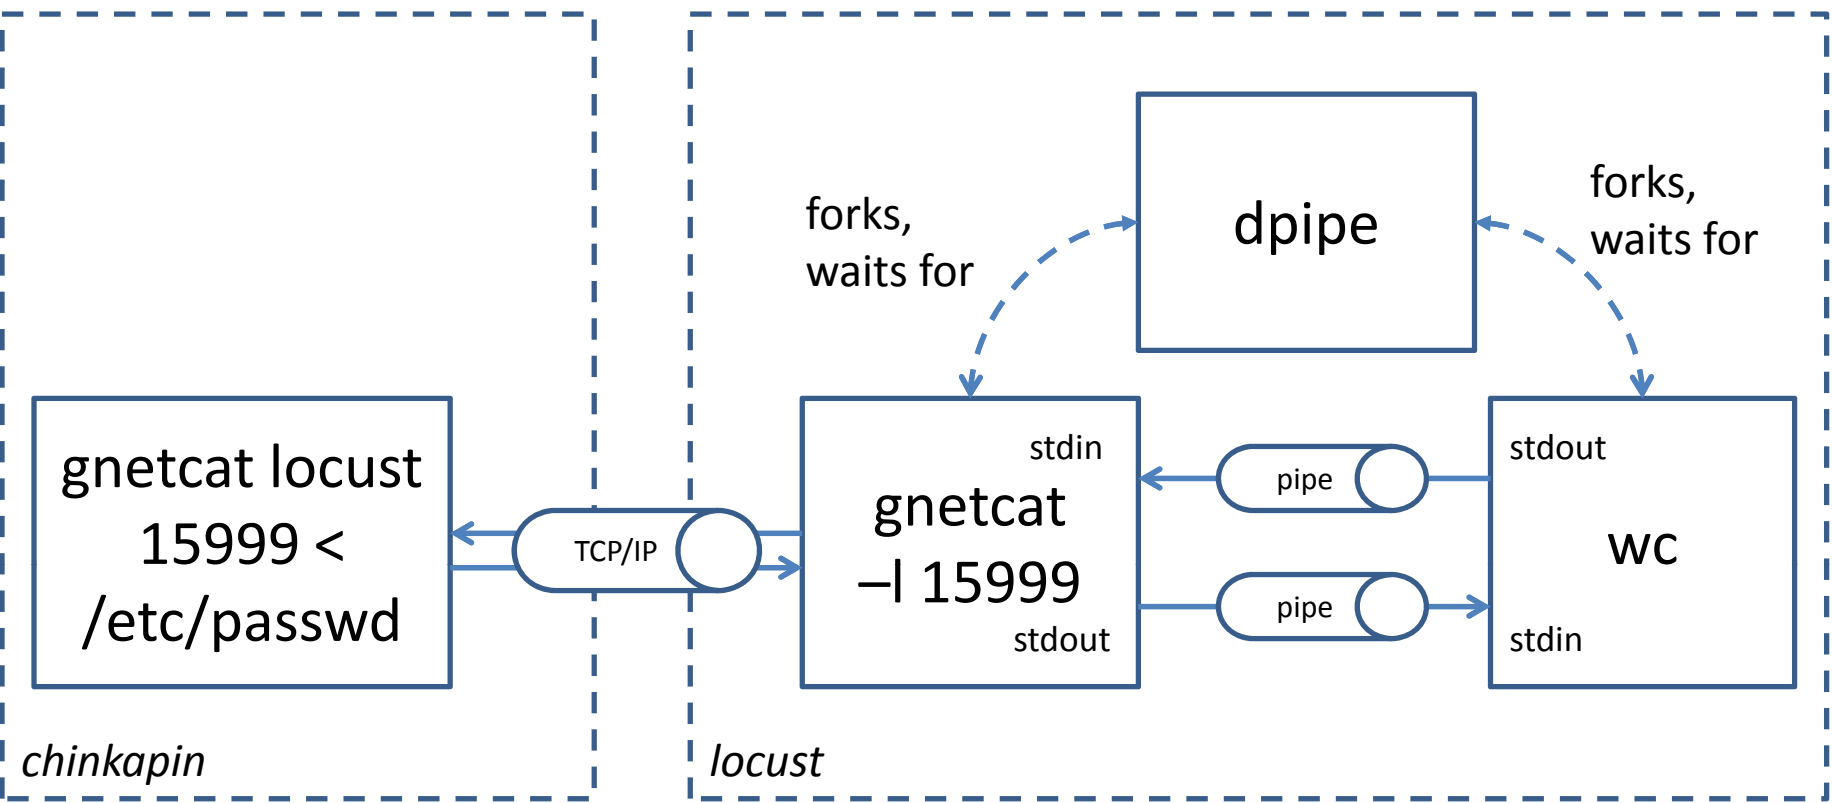 forks,
waits for
dpipe
forks,
waits for
gnetcat locust
15999 <
/etc/passwd
TCP/IP
stdin
gnetcat
–l 15999
stdout
pipe
pipe
stdout
wc
stdin
chinkapin
locust